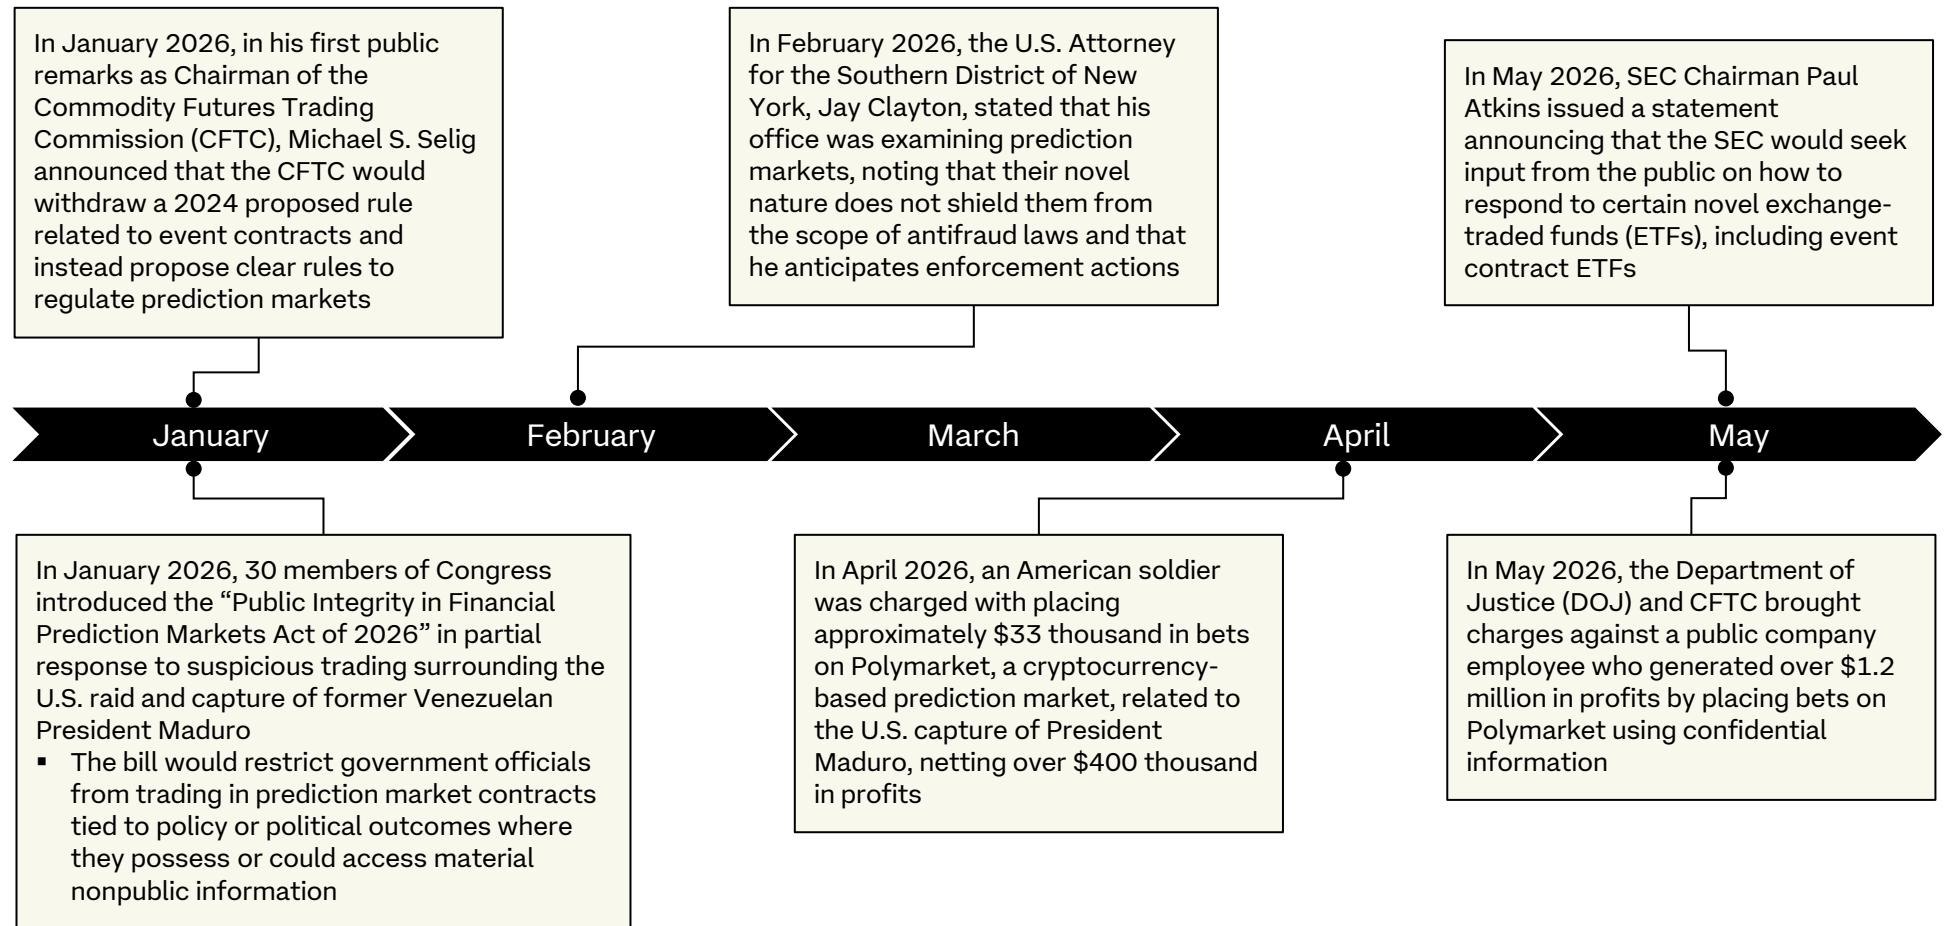 In January 2026, in his first public
remarks as Chairman of the
Commodity Futures Trading
Commission (CFTC), Michael S. Selig
announced that the CFTC would
withdraw a 2024 proposed rule
related to event contracts and
instead propose clear rules to
regulate prediction markets
In February 2026, the U.S. Attorney
for the Southern District of New
York, Jay Clayton, stated that his
office was examining prediction
markets, noting that their novel
nature does not shield them from
the scope of antifraud laws and that
he anticipates enforcement actions
In May 2026, SEC Chairman Paul
Atkins issued a statement
announcing that the SEC would seek
input from the public on how to
respond to certain novel exchange-
traded funds (ETFs), including event
contract ETFs
January
February
March
April
May
In January 2026, 30 members of Congress
introduced the “Public Integrity in Financial
Prediction Markets Act of 2026” in partial
response to suspicious trading surrounding the
U.S. raid and capture of former Venezuelan
President Maduro
▪ The bill would restrict government officials
from trading in prediction market contracts
tied to policy or political outcomes where
they possess or could access material
nonpublic information
In April 2026, an American soldier
was charged with placing
approximately $33 thousand in bets
on Polymarket, a cryptocurrency-
based prediction market, related to
the U.S. capture of President
Maduro, netting over $400 thousand
in profits
In May 2026, the Department of
Justice (DOJ) and CFTC brought
charges against a public company
employee who generated over $1.2
million in profits by placing bets on
Polymarket using confidential
information